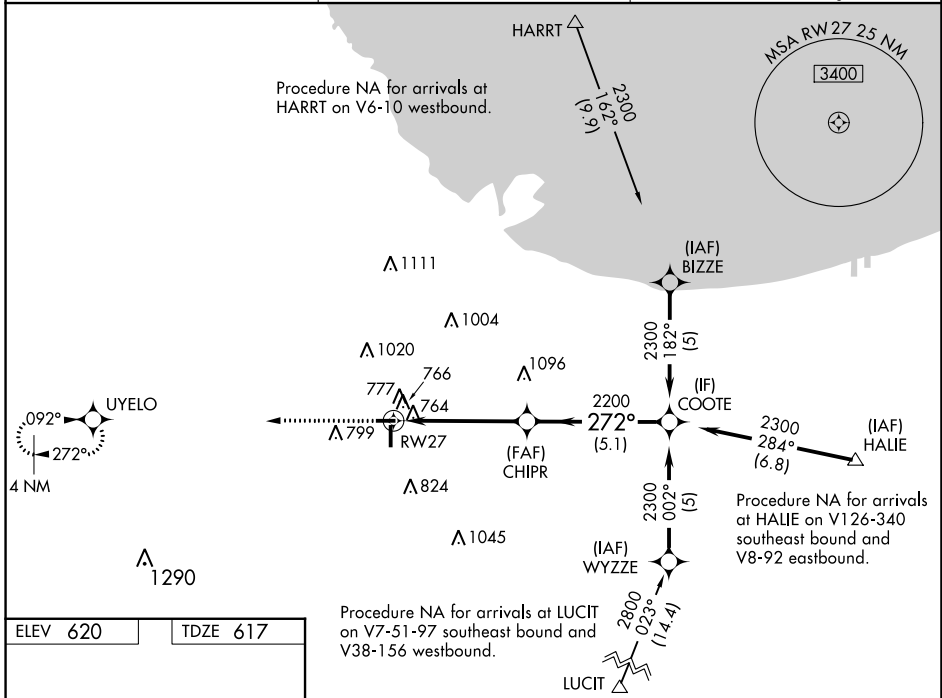 HARRT
MSA RW27 25 NM
3400
Procedure NA for arrivals at
HARRT on V6-10 westbound.
2300
162°
(9.9)
(IAF)
BIZZE
1111
1004
2300
182°
(5)
1020
1096
766
777
764
UYELO
092°
272°
4 NM
799
RW27
2200
272°
(5.1)
(IF)
COOTE
(FAF)
CHIPR
2300
284°
(6.8)
(IAF)
HALIE
824
2300
002°
(5)
Procedure NA for arrivals
at HALIE on V126-340
southeast bound and
V8-92 eastbound.
1045
(IAF)
WYZZE
1290
ELEV 620
TDZE 617
Procedure NA for arrivals at LUCIT
on V7-51-97 southeast bound and
V38-156 westbound.
2800
023°
(14.4)
LUCIT